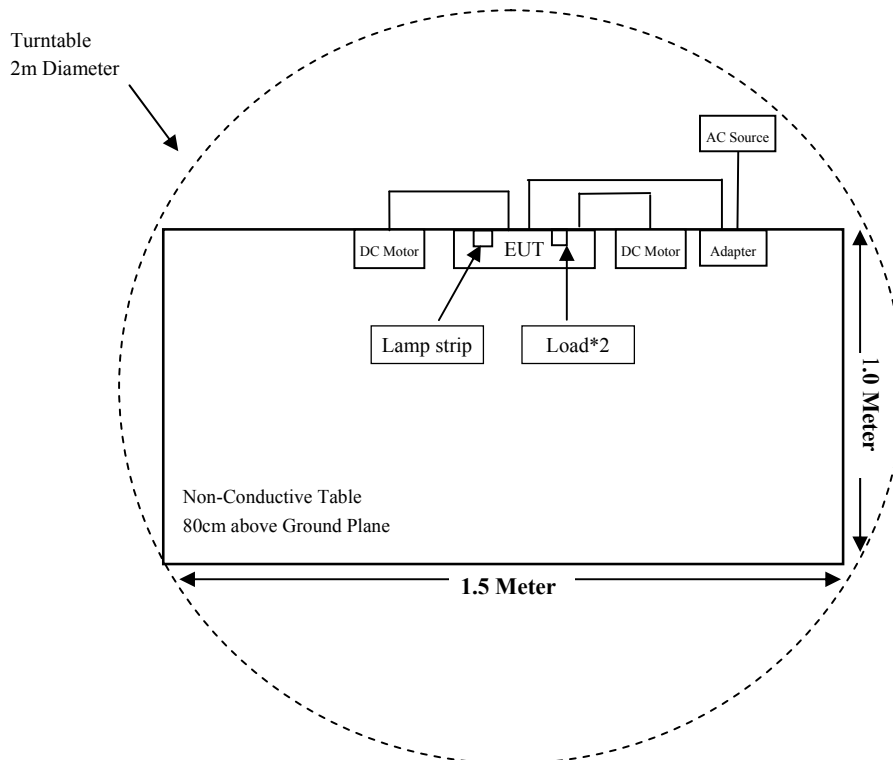 Turntable
2m Diameter
AC Source
DC Motor
EUT
DC Motor
Adapter
Lamp strip
Load*2
1.0 Meter
Non-Conductive Table
80cm above Ground Plane
1.5 Meter